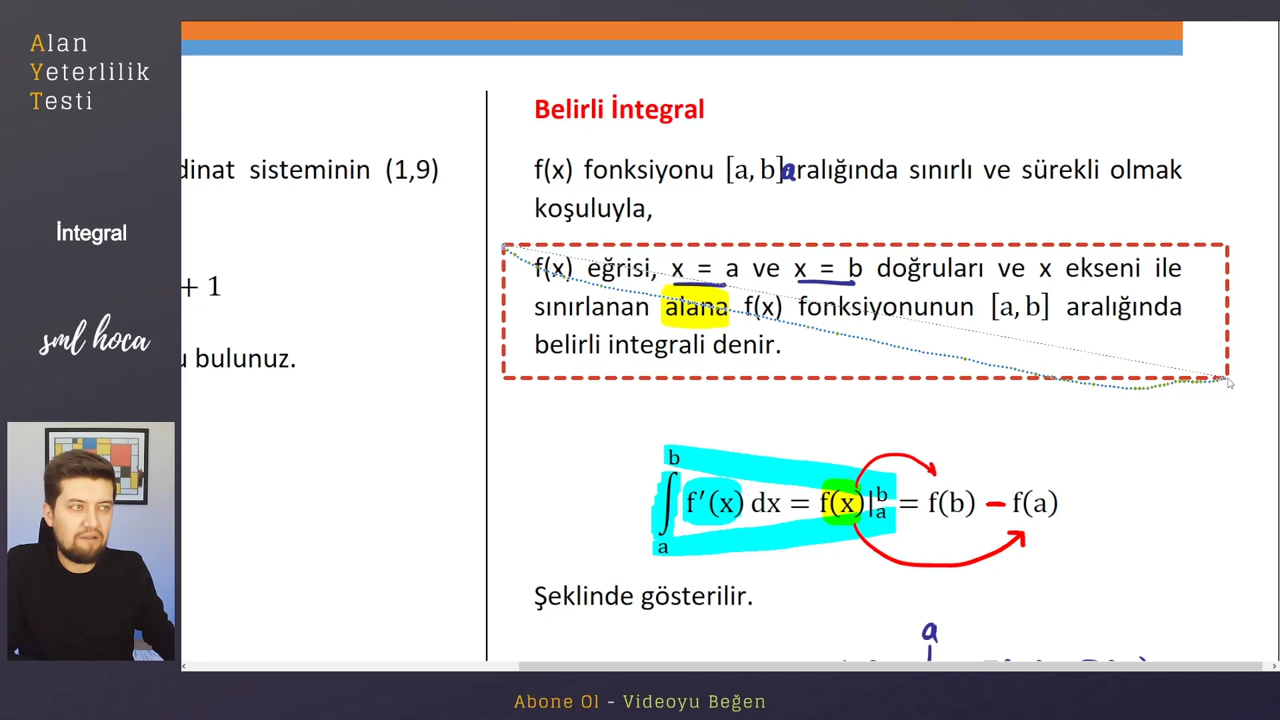 Alan
Yeterlilik
Testi
İntegral
sml hoca
dinat sisteminin (1,9)
+ 1
u bulunuz.
Belirli İntegral
f(x) fonksiyonu [a, b] aralığında sınırlı ve sürekli olmak
koşuluyla,
f(x) eğrisi, x = a ve x = b doğruları ve x ekseni ile
sınırlanan alana f(x) fonksiyonunun [a, b] aralığında
belirli integrali denir.
b
∫ f′(x) dx = f(x)|ᵇₐ = f(b) − f(a)
a
Şeklinde gösterilir.
a
Abone Ol - Videoyu Beğen